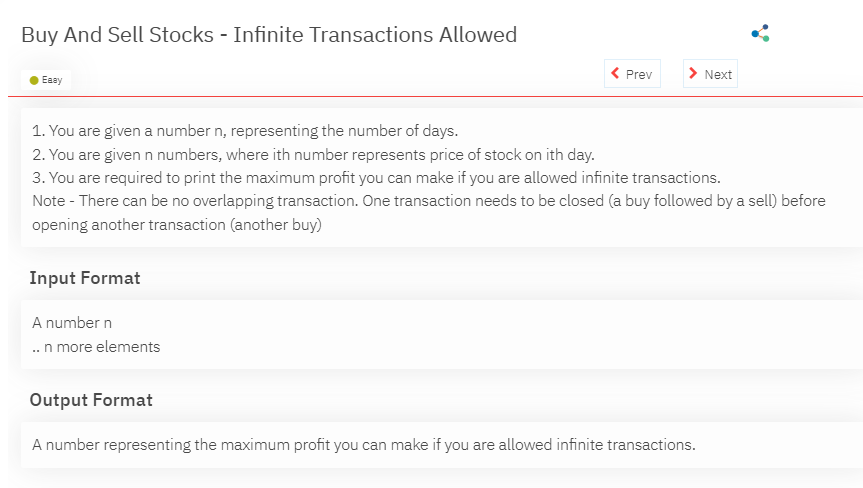 Buy And Sell Stocks - Infinite Transactions Allowed
Easy
Prev
Next
1. You are given a number n, representing the number of days.
2. You are given n numbers, where ith number represents price of stock on ith day.
3. You are required to print the maximum profit you can make if you are allowed infinite transactions.
Note - There can be no overlapping transaction. One transaction needs to be closed (a buy followed by a sell) before
opening another transaction (another buy)
Input Format
A number n
.. n more elements
Output Format
A number representing the maximum profit you can make if you are allowed infinite transactions.